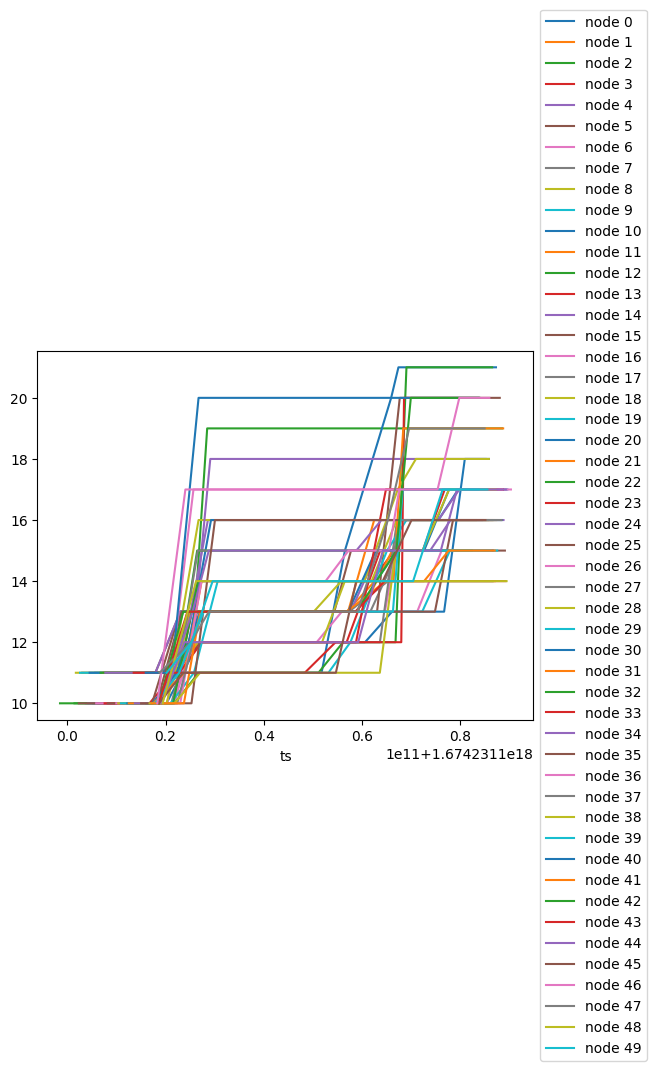 node 0
node 1
node 2
node 3
node 4
node 5
node 6
node 7
node 8
node 9
node 10
node 11
node 12
node 13
node 14
node 15
node 16
node 17
node 18
node 19
node 20
node 21
node 22
node 23
node 24
node 25
node 26
node 27
node 28
node 29
node 30
node 31
node 32
node 33
node 34
node 35
node 36
node 37
node 38
node 39
node 40
node 41
node 42
node 43
node 44
node 45
node 46
node 47
node 48
node 49
20
18
16
14
12
10
0.0 0.2 0.4 0.6 0.8
ts
1e11+1.6742311e18